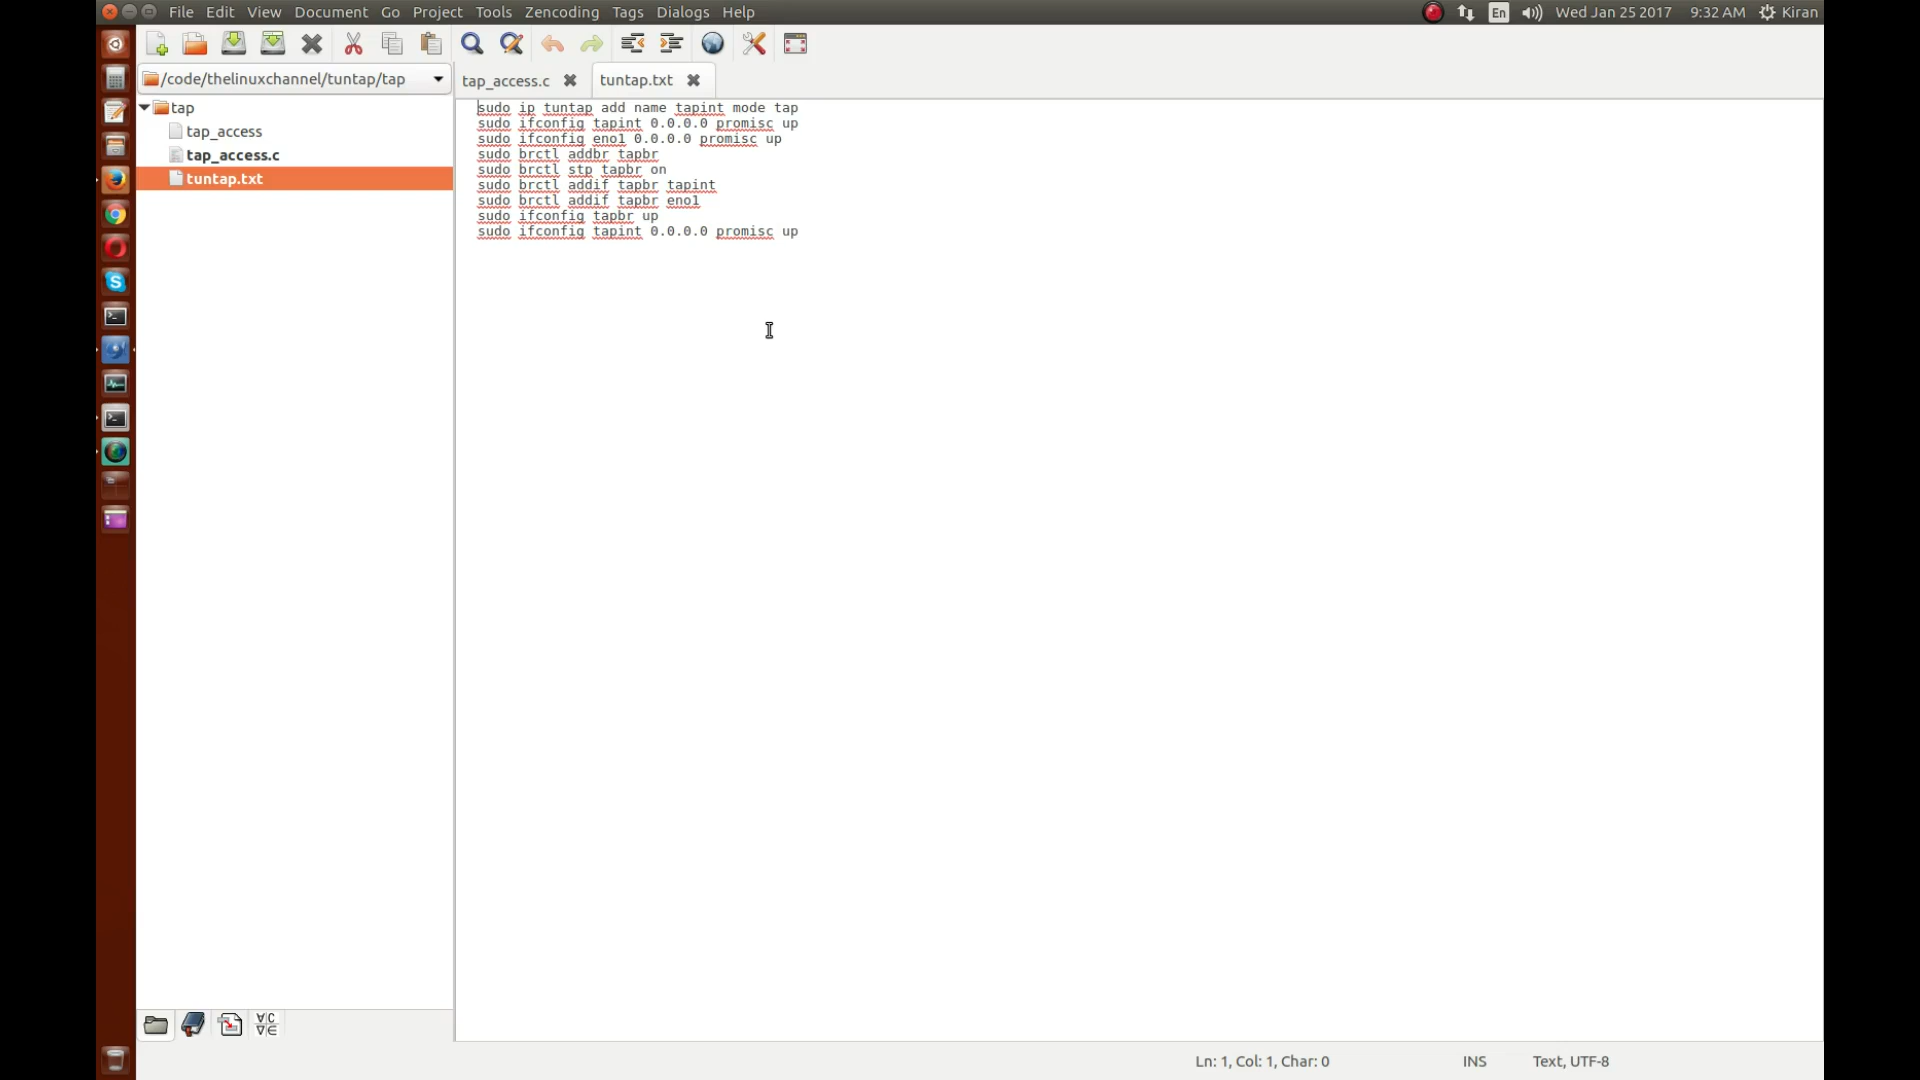 File Edit View Document Go Project Tools Zencoding Tags Dialogs Help
En Wed Jan 25 2017 9:32 AM Kiran
/code/thelinuxchannel/tuntap/tap
tap_access.c tuntap.txt
tap
tap_access
tap_access.c
tuntap.txt
sudo ip tuntap add name tapint mode tap
sudo ifconfig tapint 0.0.0.0 promisc up
sudo ifconfig eno1 0.0.0.0 promisc up
sudo brctl addbr tapbr
sudo brctl stp tapbr on
sudo brctl addif tapbr tapint
sudo brctl addif tapbr eno1
sudo ifconfig tapbr up
sudo ifconfig tapint 0.0.0.0 promisc up
Ln: 1, Col: 1, Char: 0 INS Text, UTF-8